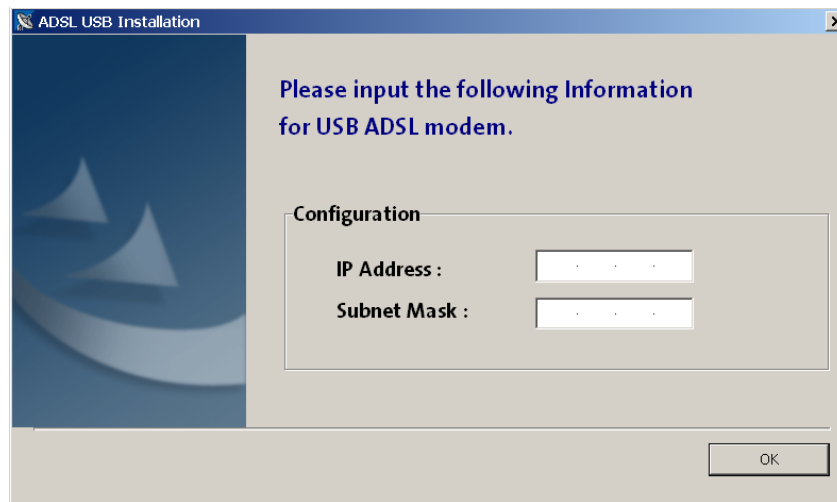 ADSL USB Installation
Please input the following Information
for USB ADSL modem.
Configuration
IP Address :
. . .
Subnet Mask :
. . .
OK